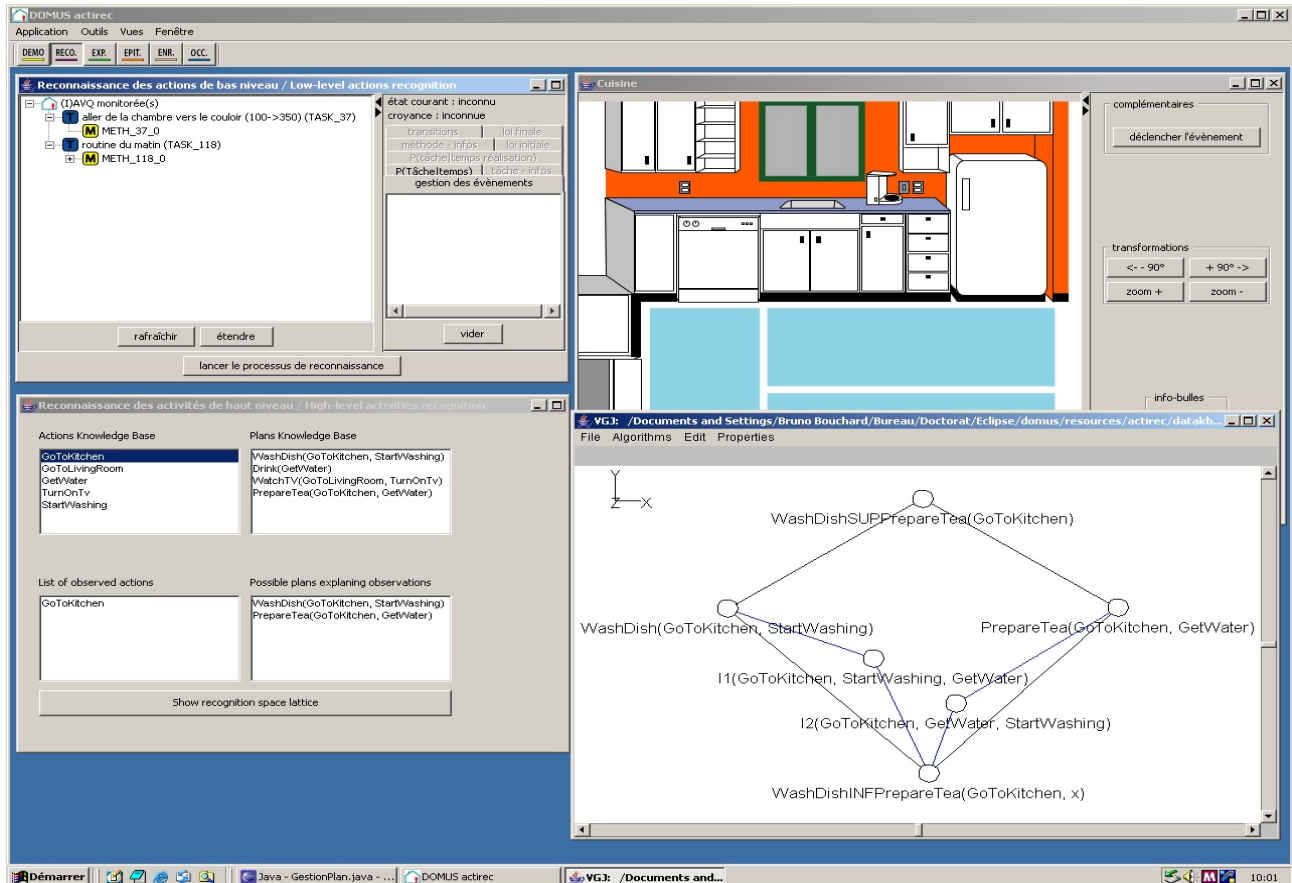 DOMUS actirec
Application Outils Vues Fenêtre
DEMO RECO. EXP. EPIT. ENR. OCC.
Reconnaissance des actions de bas niveau / Low-level actions recognition
(I)AVQ monitorée(s)
T aller de la chambre vers le couloir (100->350) (TASK_37)
M METH_37_0
T routine du matin (TASK_118)
M METH_118_0
état courant : inconnu
croyance : inconnue
transitions loi finale
méthode - infos loi initiale
P(tâche|temps réalisation)
P(Tâche|temps) tâche - infos
gestion des évènements
rafraîchir étendre
vider
lancer le processus de reconnaissance
Cuisine
complémentaires
déclencher l'évènement
transformations
<- - 90° + 90° ->
zoom + zoom -
info-bulles
Reconnaissance des activités de haut niveau / High-level activities recognition
Actions Knowledge Base
GoToKitchen
GoToLivingRoom
GetWater
TurnOnTv
StartWashing
Plans Knowledge Base
WashDish(GoToKitchen, StartWashing)
Drink(GetWater)
WatchTV(GoToLivingRoom, TurnOnTv)
PrepareTea(GoToKitchen, GetWater)
List of observed actions
GoToKitchen
Possible plans explaning observations
WashDish(GoToKitchen, StartWashing)
PrepareTea(GoToKitchen, GetWater)
Show recognition space lattice
VGJ: /Documents and Settings/Bruno Bouchard/Bureau/Doctorat/Eclipse/domus/resources/actirec/datakb...
File Algorithms Edit Properties
Y
Z X
WashDishSUPPrepareTea(GoToKitchen)
WashDish(GoToKitchen, StartWashing)
PrepareTea(GoToKitchen, GetWater)
I1(GoToKitchen, StartWashing, GetWater)
I2(GoToKitchen, GetWater, StartWashing)
WashDishINFPrepareTea(GoToKitchen, x)
Démarrer
Java - GestionPlan.java - ...
DOMUS actirec
VGJ: /Documents and...
10:01